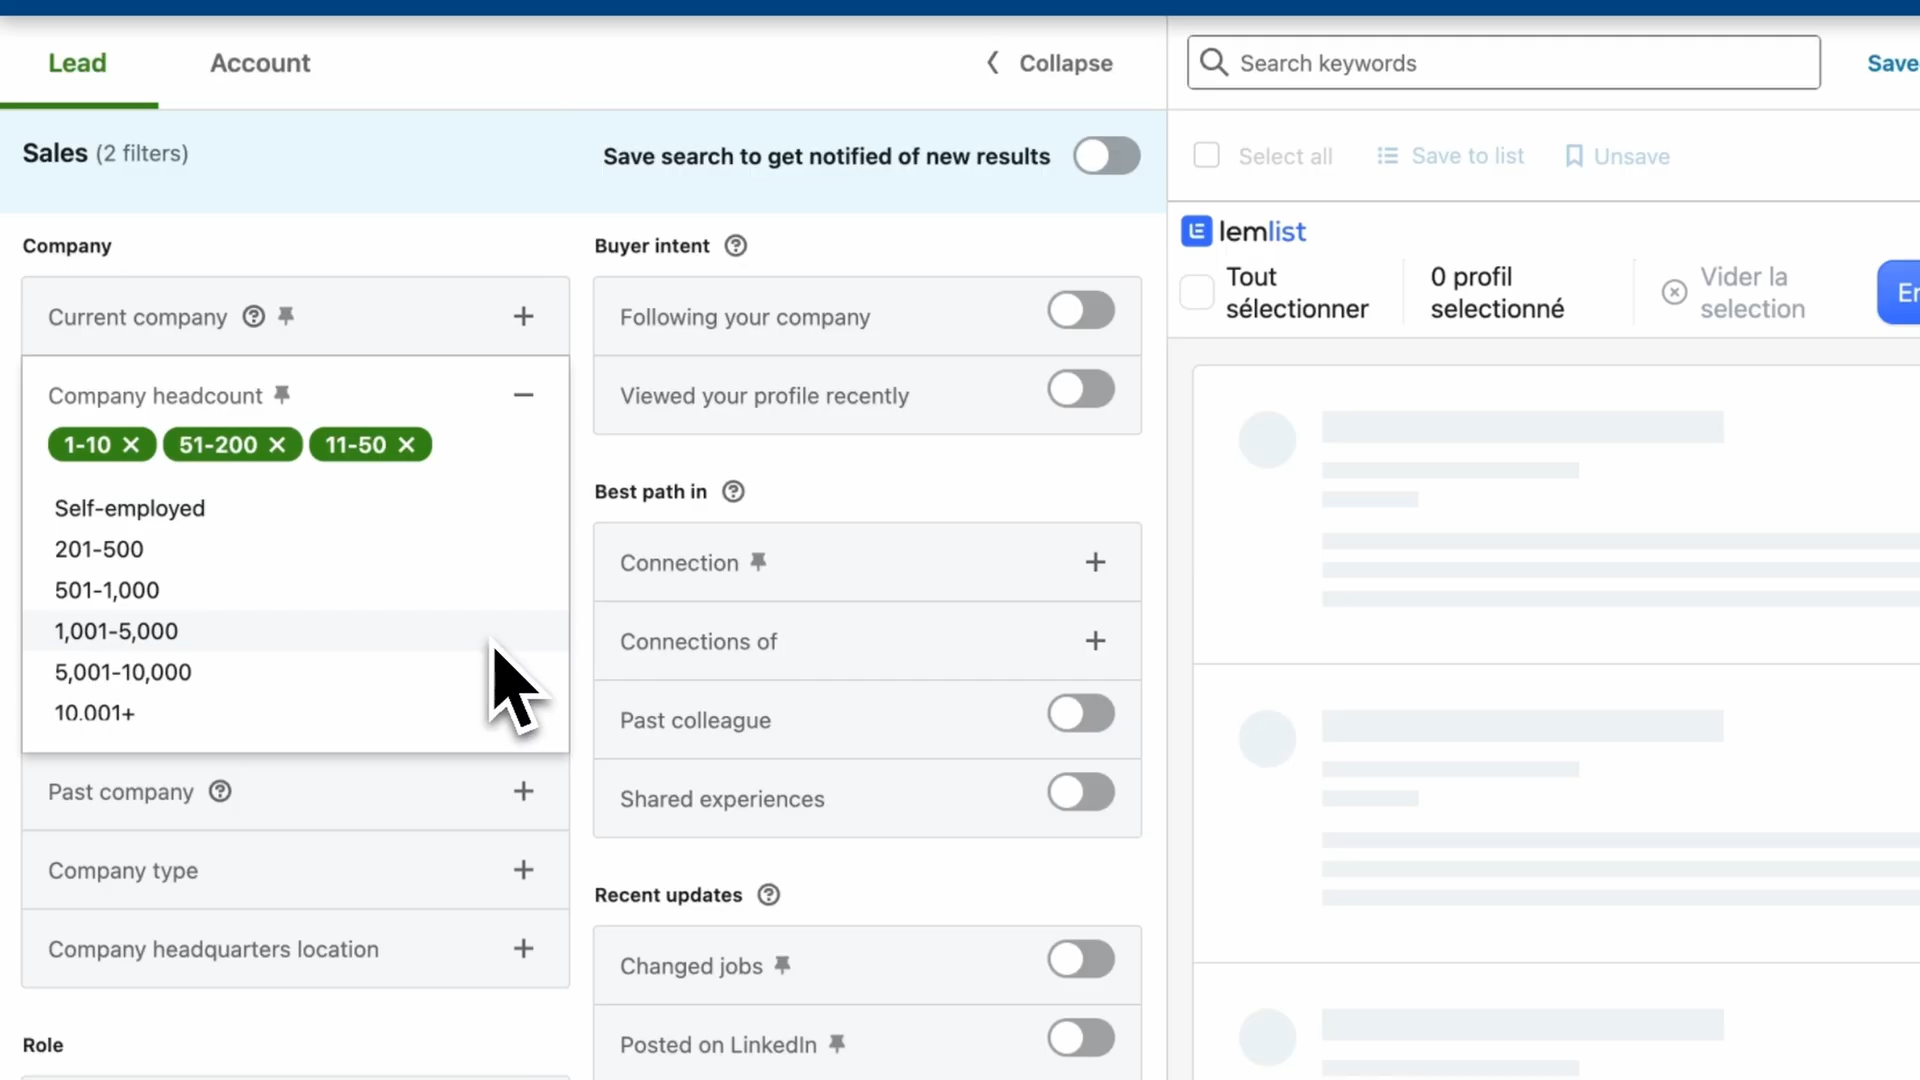 Lead
Account
Collapse
Search keywords
Save
Sales (2 filters)
Save search to get notified of new results
Select all
Save to list
Unsave
lemlist
Tout
sélectionner
0 profil
selectionné
Vider la
selection
Company
Current company
Company headcount
1-10
51-200
11-50
Self-employed
201-500
501-1,000
1,001-5,000
5,001-10,000
10,001+
Past company
Company type
Company headquarters location
Role
Buyer intent
Following your company
Viewed your profile recently
Best path in
Connection
Connections of
Past colleague
Shared experiences
Recent updates
Changed jobs
Posted on LinkedIn